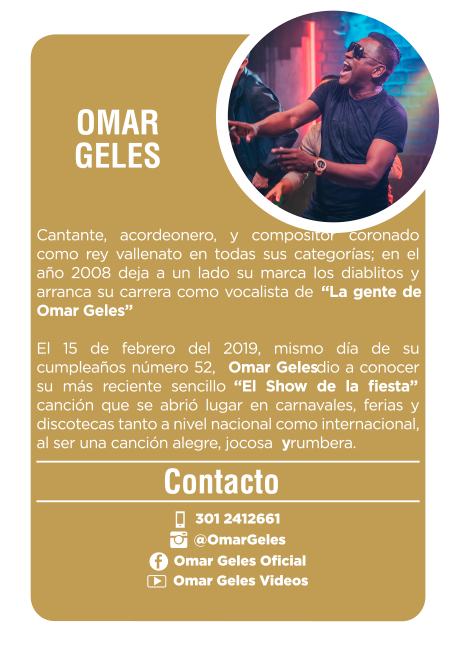 OMAR
GELES
Cantante, acordeonero, y compositor coronado
como rey vallenato en todas sus categorías; en el
año 2008 deja a un lado su marca los diablitos y
arranca su carrera como vocalista de “La gente de
Omar Geles”
El 15 de febrero del 2019, mismo día de su
cumpleaños número 52, Omar Gelesdio a conocer
su más reciente sencillo “El Show de la fiesta”
canción que se abrió lugar en carnavales, ferias y
discotecas tanto a nivel nacional como internacional,
al ser una canción alegre, jocosa yrumbera.
Contacto
301 2412661
@OmarGeles
Omar Geles Oficial
Omar Geles Videos